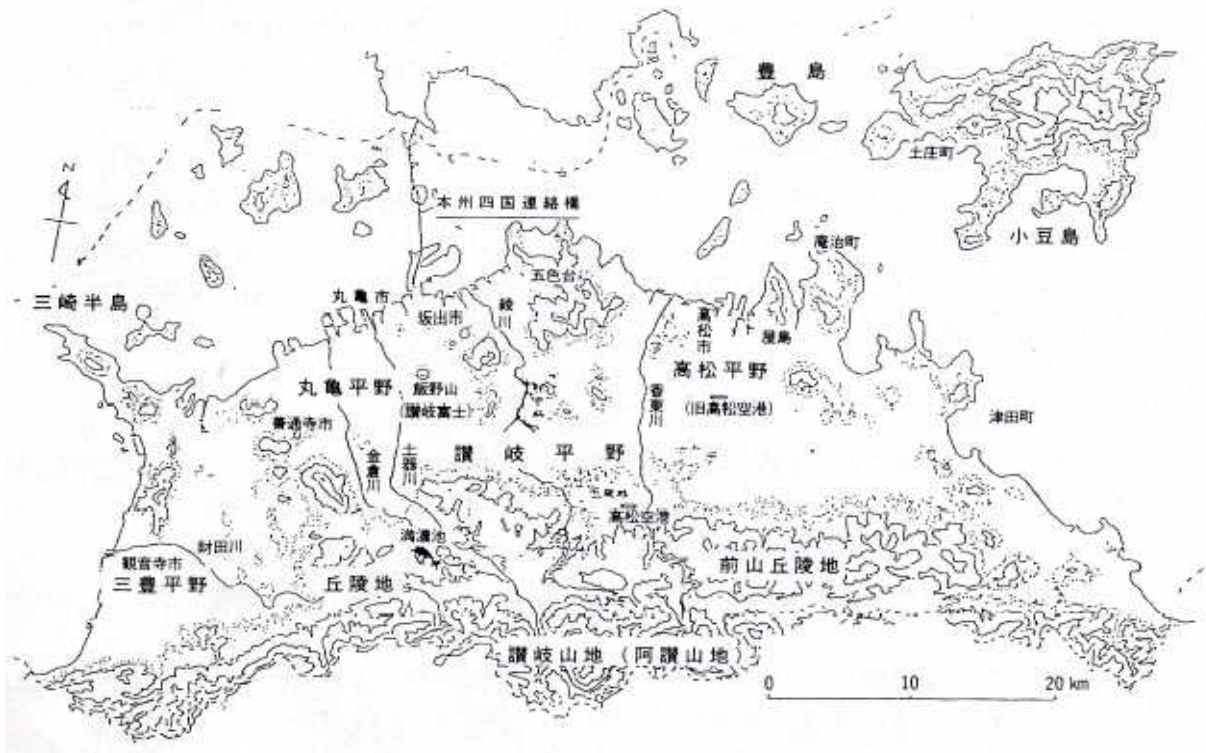 豊島
土庄町
N
本州四国連絡橋
小豆島
庵治町
五色台
三崎半島
丸亀市
坂出市
綾川
高松市
屋島
高松平野
丸亀平野
飯野山
(讃岐富士)
香東川
(旧高松空港)
津田町
善通寺市
讃岐平野
金倉川
土器川
高松空港
満濃池
財田川
観音寺市
三豊平野
丘陵地
前山丘陵地
讃岐山地(阿讃山地)
0 10 20 km